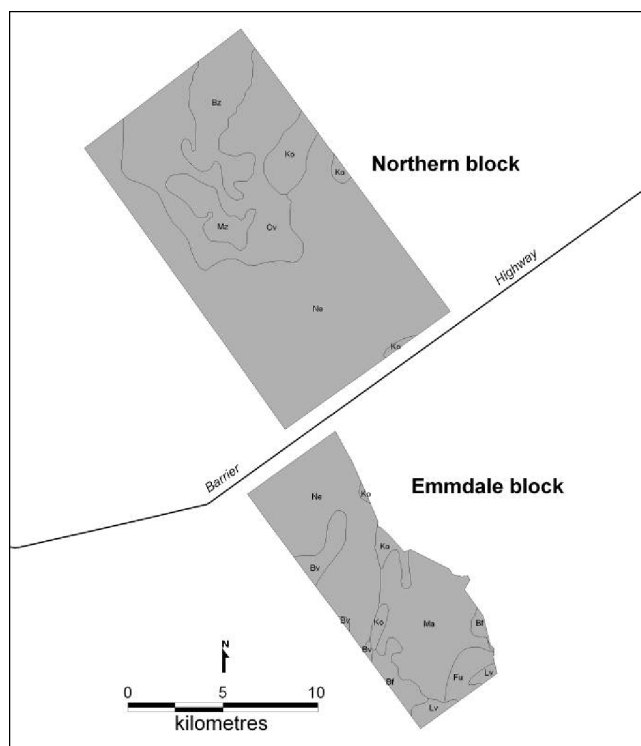 Bz
Ko
Northern block
Ko
Mz
Ov
Highway
Ne
Ko
Barrier
Emmdale block
Ne
Ko
Ko
Bv
Bv
Ko
Ma
Bf
Bv
Fu
Lv
Bf
Lv
N
0 5 10
kilometres